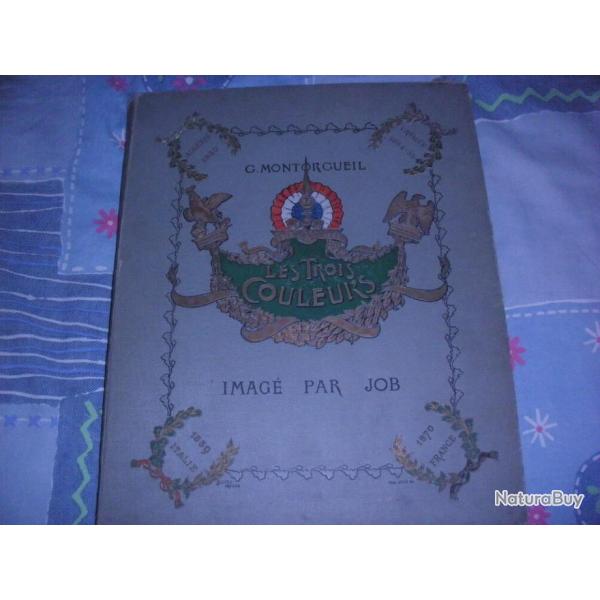 G. MONTORGUEIL
LES TROIS
COULEURS
IMAGÉ PAR JOB
1859
ITALIE
1870
FRANCE
NaturaBuy